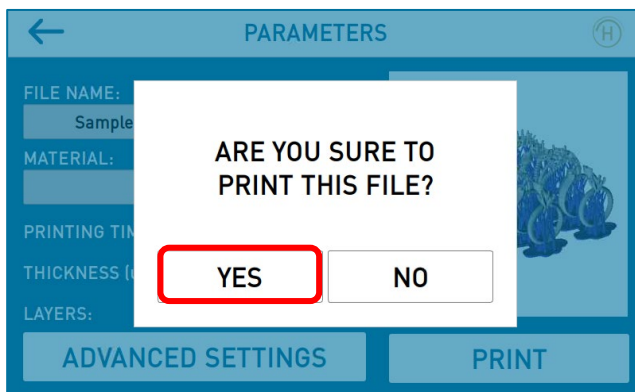 PARAMETERS
H
FILE NAME:
Sample
MATERIAL:
ARE YOU SURE TO
PRINT THIS FILE?
PRINTING TIM
THICKNESS (u
YES
NO
LAYERS:
ADVANCED SETTINGS
PRINT